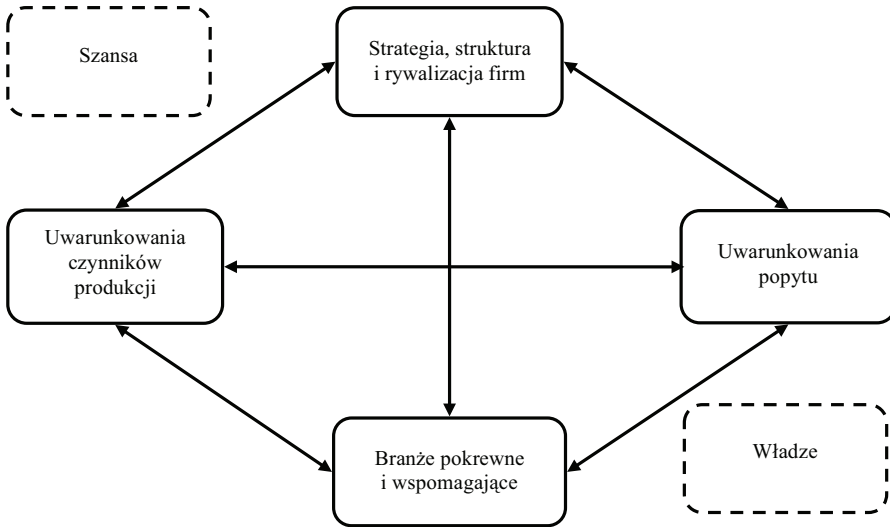 Szansa
Strategia, struktura
i rywalizacja firm
Uwarunkowania
czynników
produkcji
Uwarunkowania
popytu
Branże pokrewne
i wspomagające
Władze